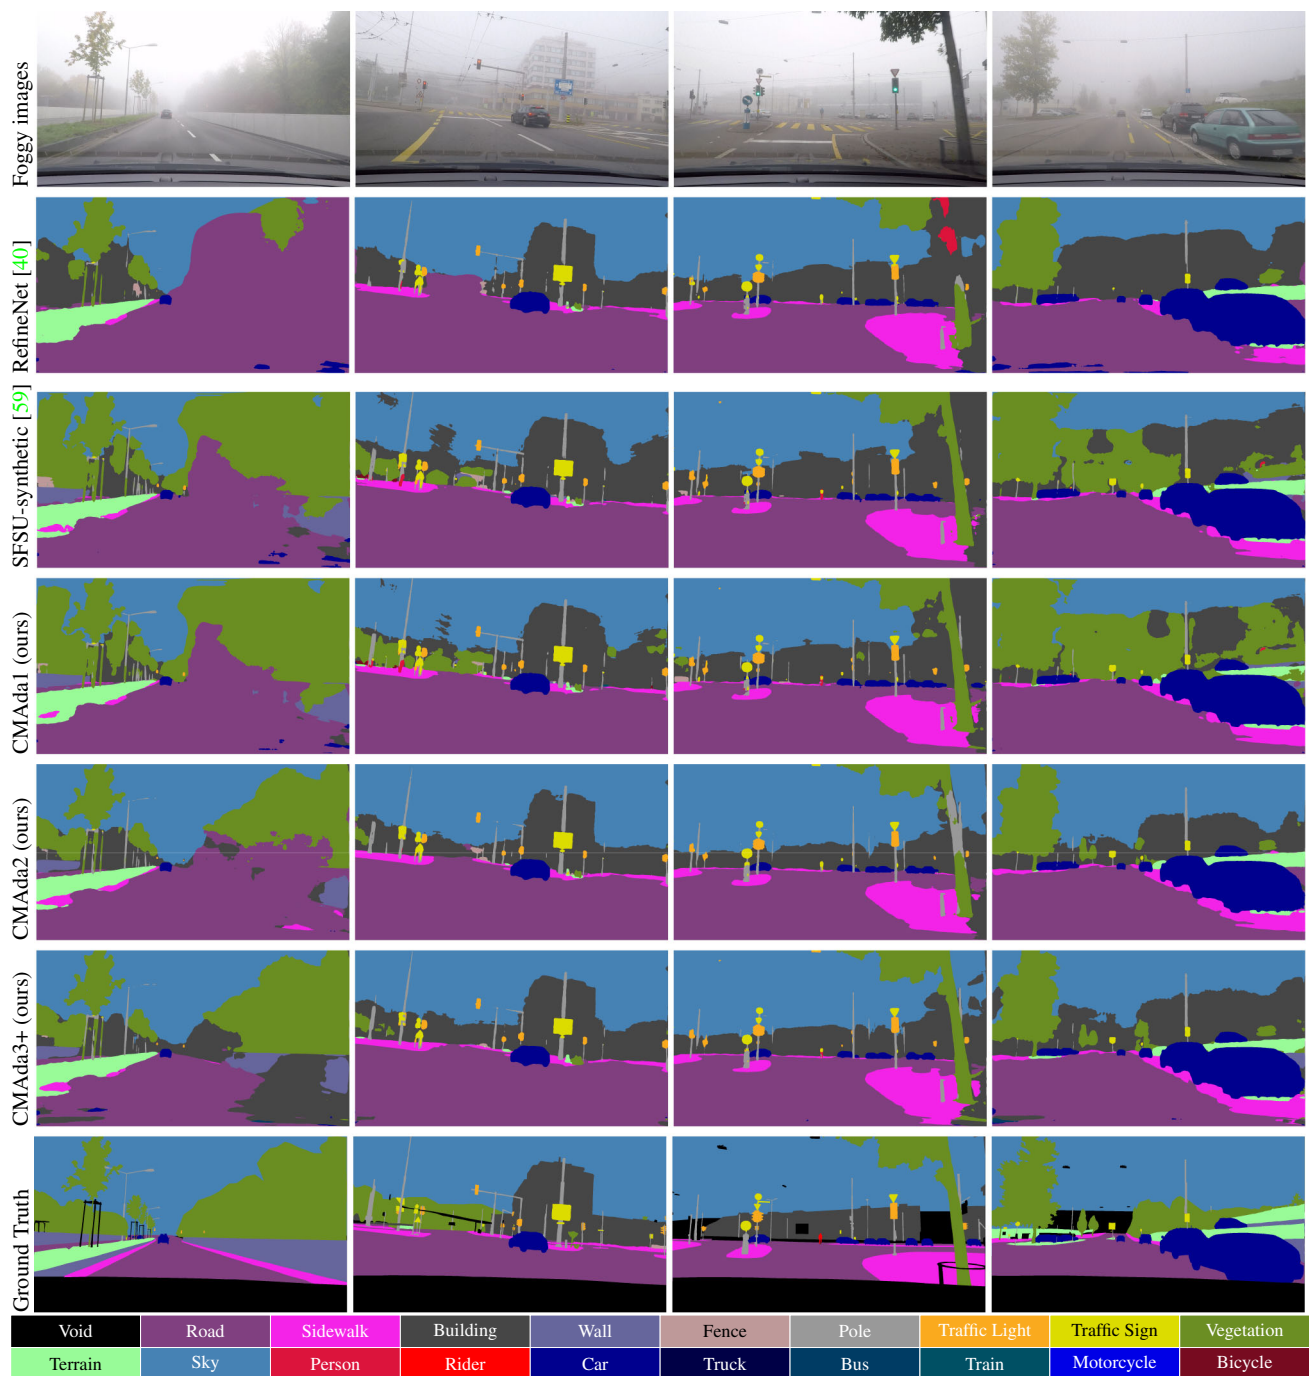 Foggy images
RefineNet [40]
SFSU-synthetic [59]
CMAda1 (ours)
CMAda2 (ours)
CMAda3+ (ours)
Ground Truth
Void Road Sidewalk Building Wall Fence Pole Traffic Light Traffic Sign Vegetation
Terrain Sky Person Rider Car Truck Bus Train Motorcycle Bicycle